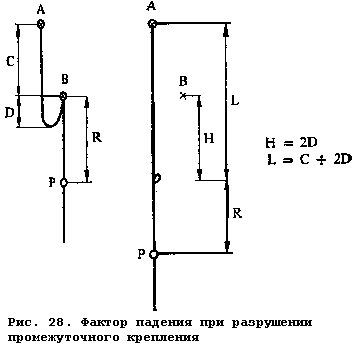 A
A
C
B
B
L
D
R
H
P
H = 2D
L = C + 2D
R
P
Рис. 28. Фактор падения при разрушении
промежуточного крепления